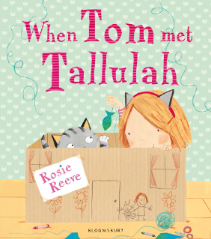 When Tom met
Tallulah
Rosie
Reeve
BLOOMSBURY